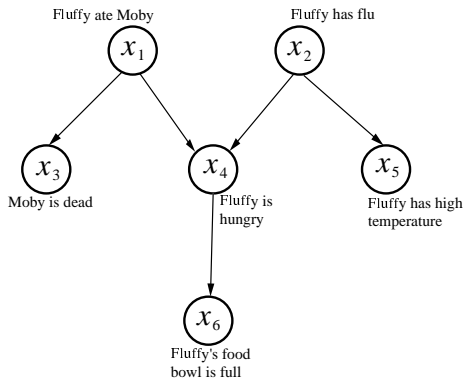 Fluffy ate Moby
Fluffy has flu
x₁
x₂
x₃
x₄
x₅
Moby is dead
Fluffy is
hungry
Fluffy has high
temperature
x₆
Fluffy's food
bowl is full